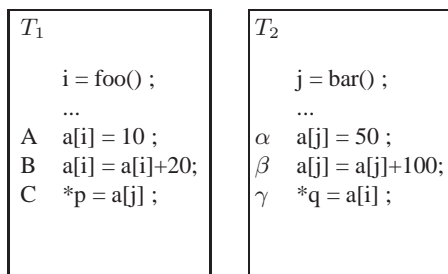 T₁
i = foo() ;
...
A a[i] = 10 ;
B a[i] = a[i]+20;
C *p = a[j] ;
T₂
j = bar() ;
...
α a[j] = 50 ;
β a[j] = a[j]+100;
γ *q = a[i] ;